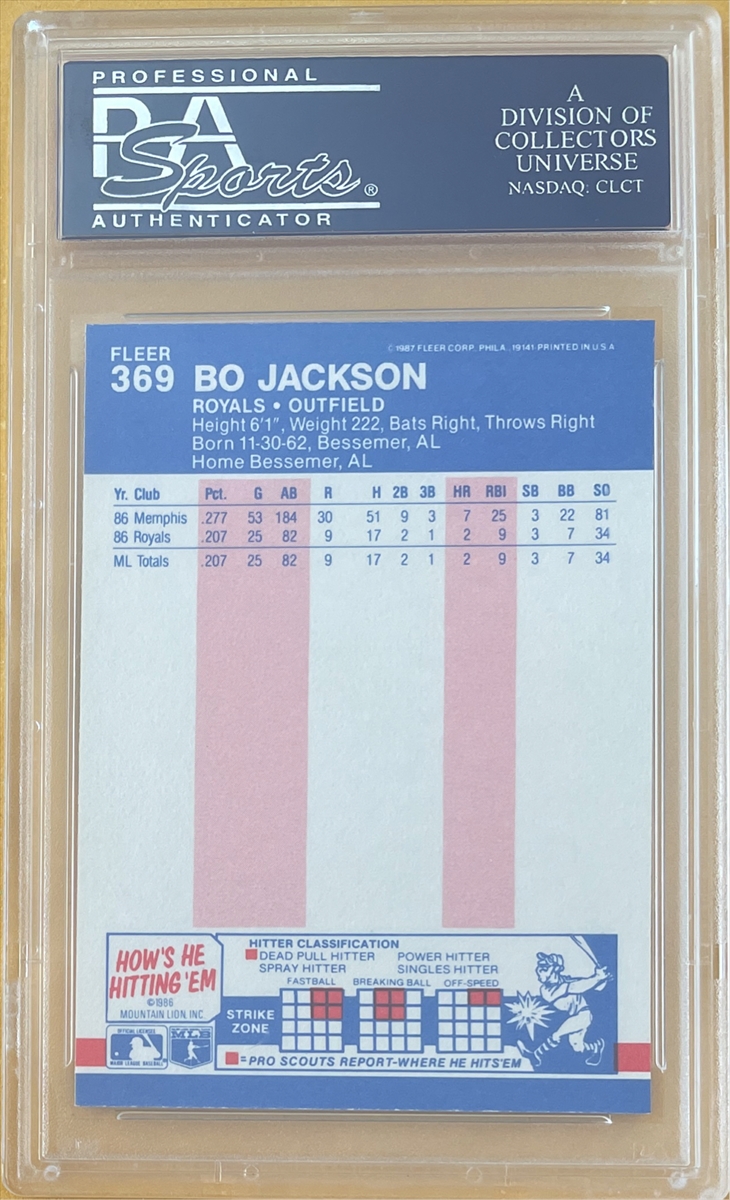 PROFESSIONAL
PSA
Sports®
AUTHENTICATOR
A
DIVISION OF
COLLECTORS
UNIVERSE
NASDAQ: CLCT
FLEER
369 BO JACKSON
©1987 FLEER CORP. PHILA. 19141 PRINTED IN U.S.A
ROYALS • OUTFIELD
Height 6'1", Weight 222, Bats Right, Throws Right
Born 11-30-62, Bessemer, AL
Home Bessemer, AL
Yr. Club Pct. G AB R H 2B 3B HR RBI SB BB SO
86 Memphis .277 53 184 30 51 9 3 7 25 3 22 81
86 Royals .207 25 82 9 17 2 1 2 9 3 7 34
ML Totals .207 25 82 9 17 2 1 2 9 3 7 34
HOW'S HE
HITTING 'EM
©1986
MOUNTAIN LION, INC.
HITTER CLASSIFICATION
DEAD PULL HITTER POWER HITTER
SPRAY HITTER SINGLES HITTER
FASTBALL BREAKING BALL OFF-SPEED
STRIKE
ZONE
=PRO SCOUTS REPORT-WHERE HE HITS'EM
OFFICIAL LICENSEE
MAJOR LEAGUE BASEBALL
MLB